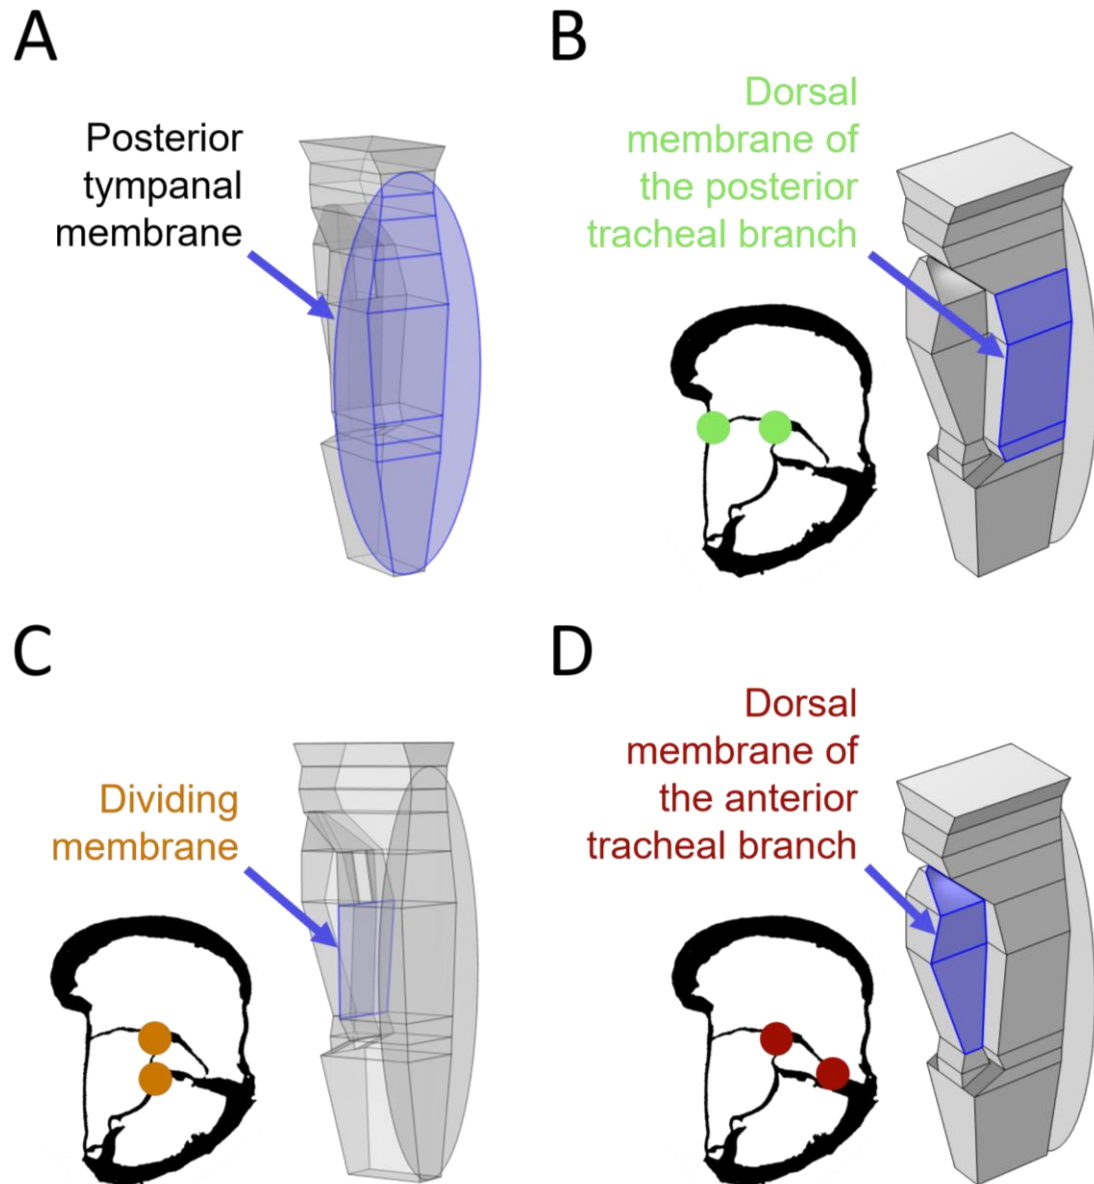 A
Posterior
tympanal
membrane
B
Dorsal
membrane of
the posterior
tracheal branch
C
Dividing
membrane
D
Dorsal
membrane of
the anterior
tracheal branch